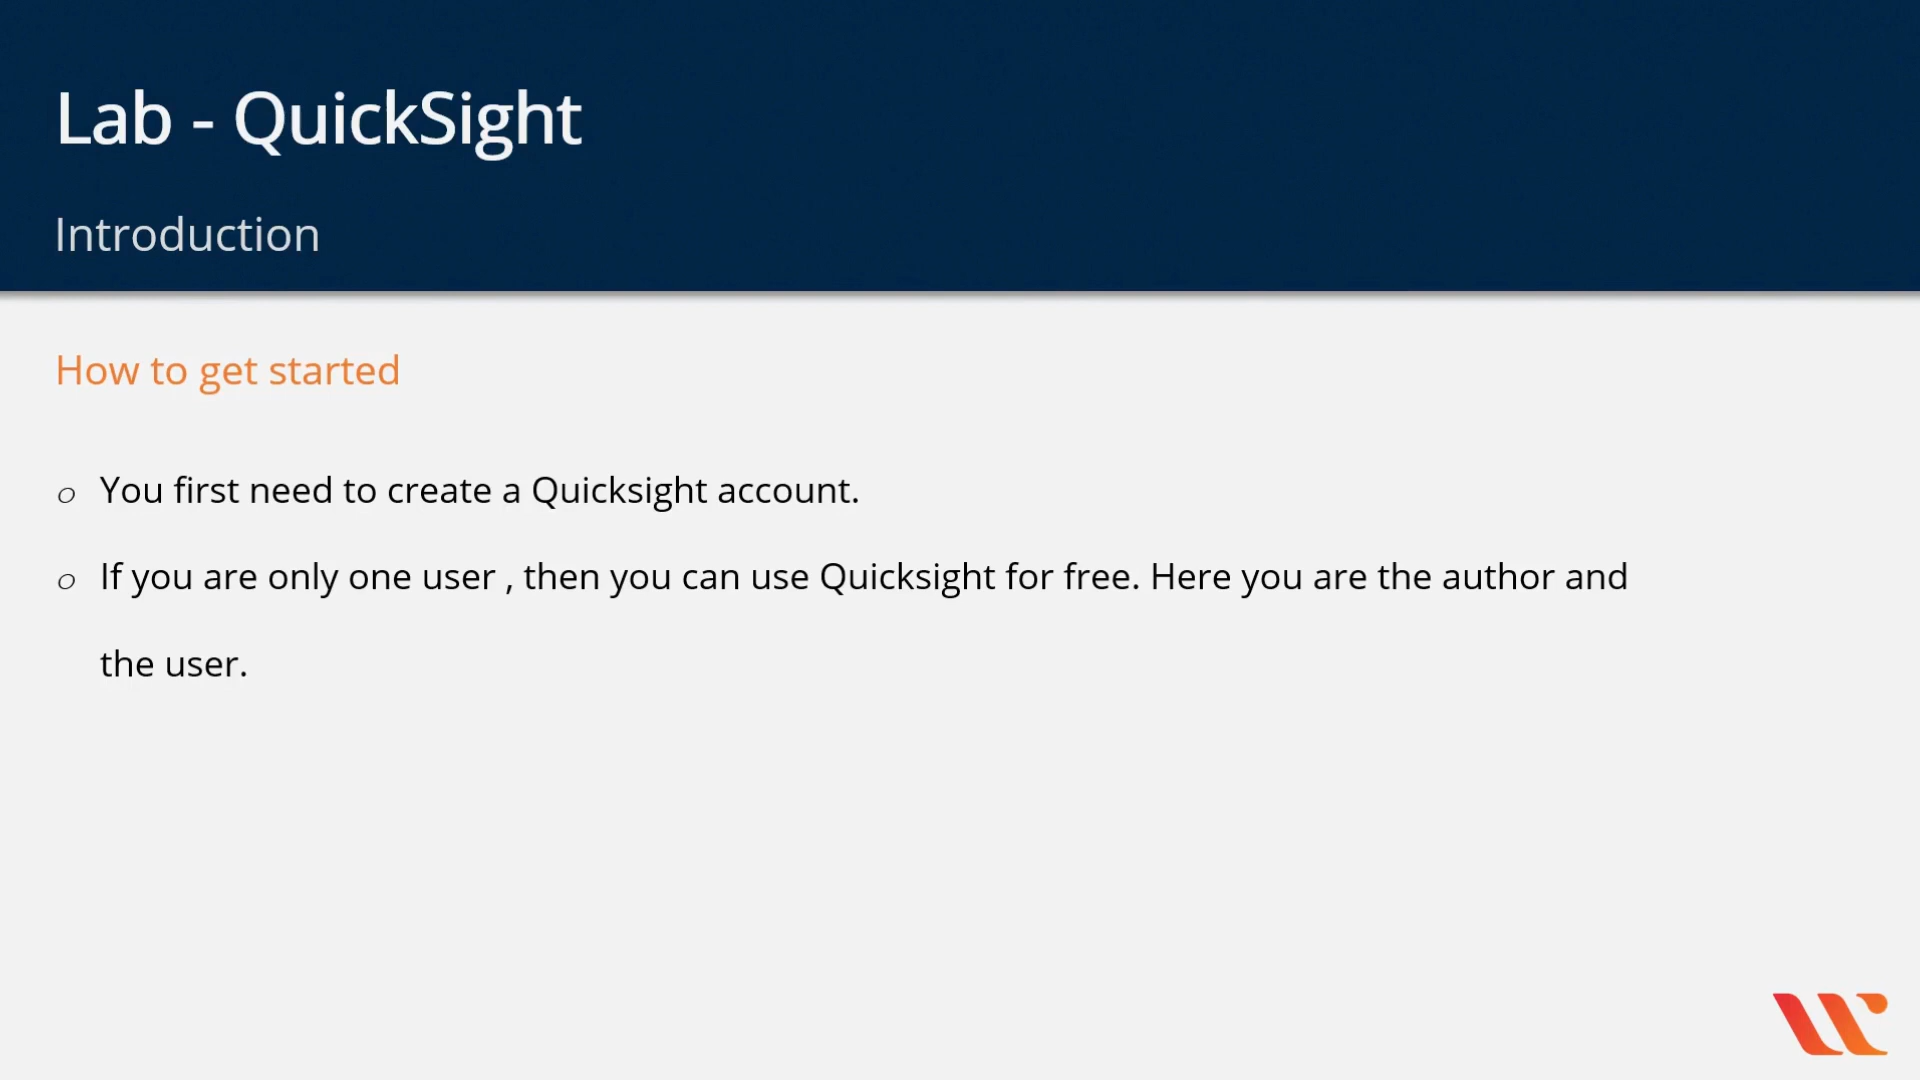 Lab - QuickSight
Introduction
How to get started
o You first need to create a Quicksight account.
o If you are only one user , then you can use Quicksight for free. Here you are the author and
the user.